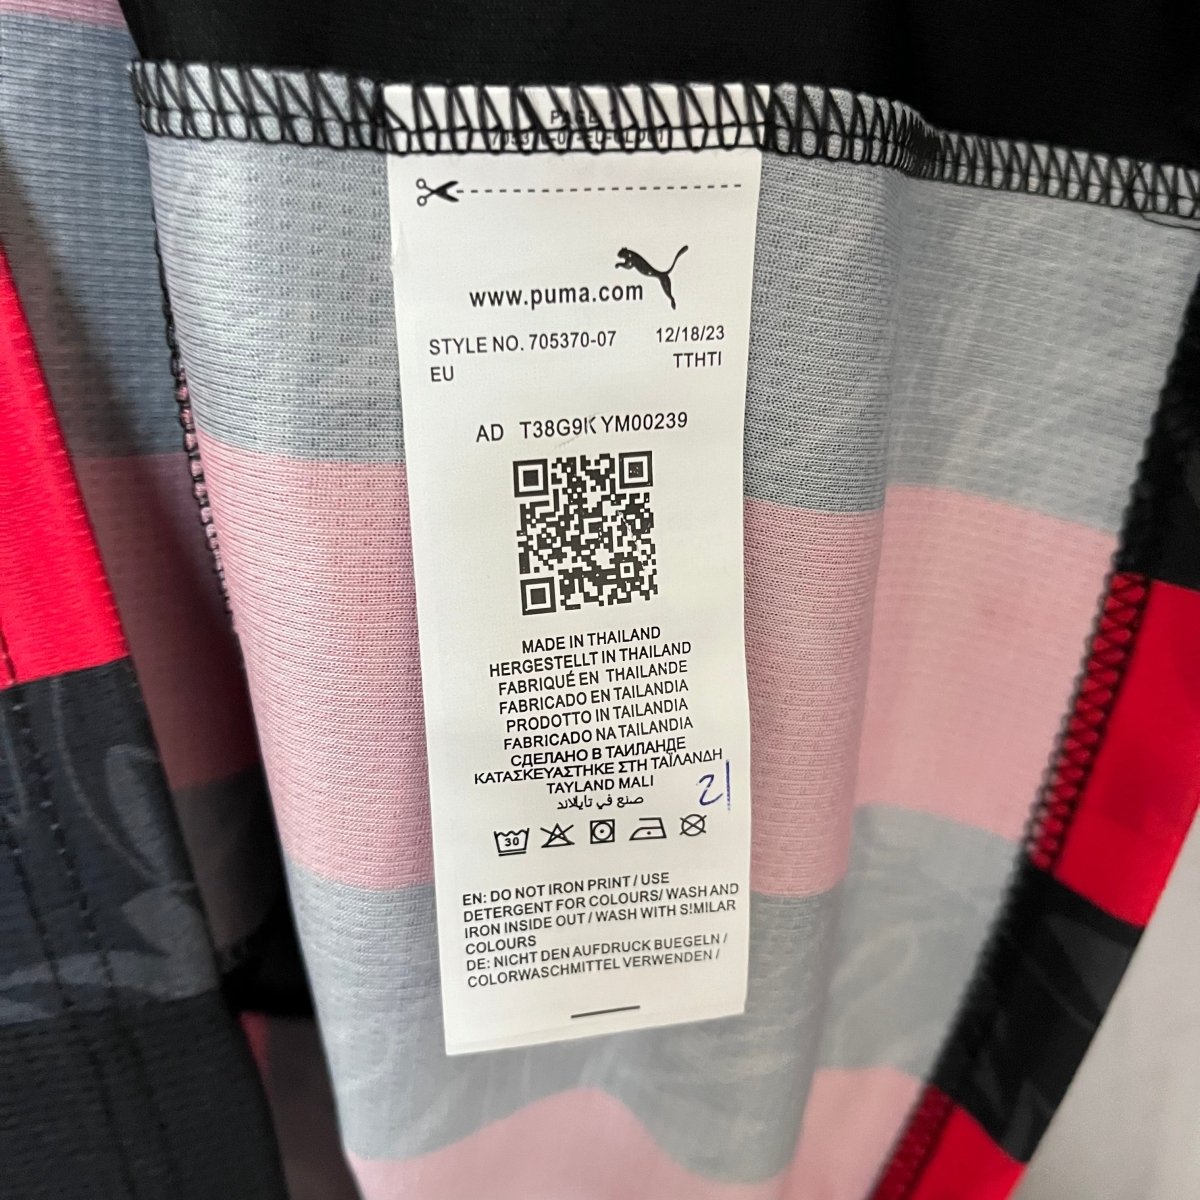 www.puma.com
STYLE NO. 705370-07 12/18/23
EU TTHTI
AD T38G9K YM00239
MADE IN THAILAND
HERGESTELLT IN THAILAND
FABRIQUÉ EN THAILANDE
FABRICADO EN TAILANDIA
PRODOTTO IN TAILANDIA
FABRICADO NA TAILANDIA
СДЕЛАНО В ТАИЛАНДЕ
ΚΑΤΑΣΚΕΥΑΣΤΗΚΕ ΣΤΗ ΤΑΪΛΑΝΔΗ
TAYLAND MALI
صنع في تايلاند
21
30
EN: DO NOT IRON PRINT / USE
DETERGENT FOR COLOURS/ WASH AND
IRON INSIDE OUT / WASH WITH S!MILAR
COLOURS
DE: NICHT DEN AUFDRUCK BUEGELN /
COLORWASCHMITTEL VERWENDEN /